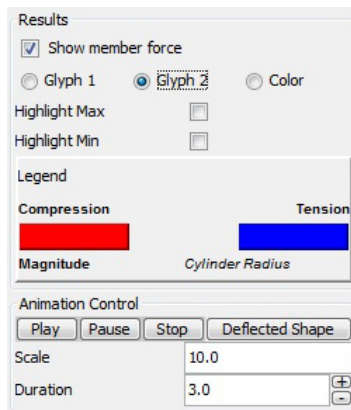 Results
Show member force
Glyph 1 Glyph 2 Color
Highlight Max
Highlight Min
Legend
Compression Tension
Magnitude Cylinder Radius
Animation Control
Play Pause Stop Deflected Shape
Scale 10.0
Duration 3.0 + -